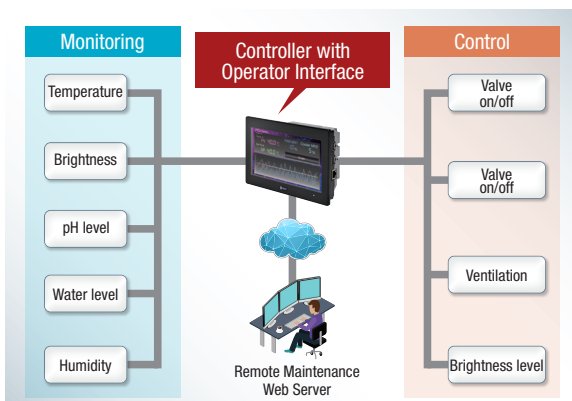 Monitoring
Temperature
Brightness
pH level
Water level
Humidity
Controller with
Operator Interface
Remote Maintenance
Web Server
Control
Valve
on/off
Valve
on/off
Ventilation
Brightness level